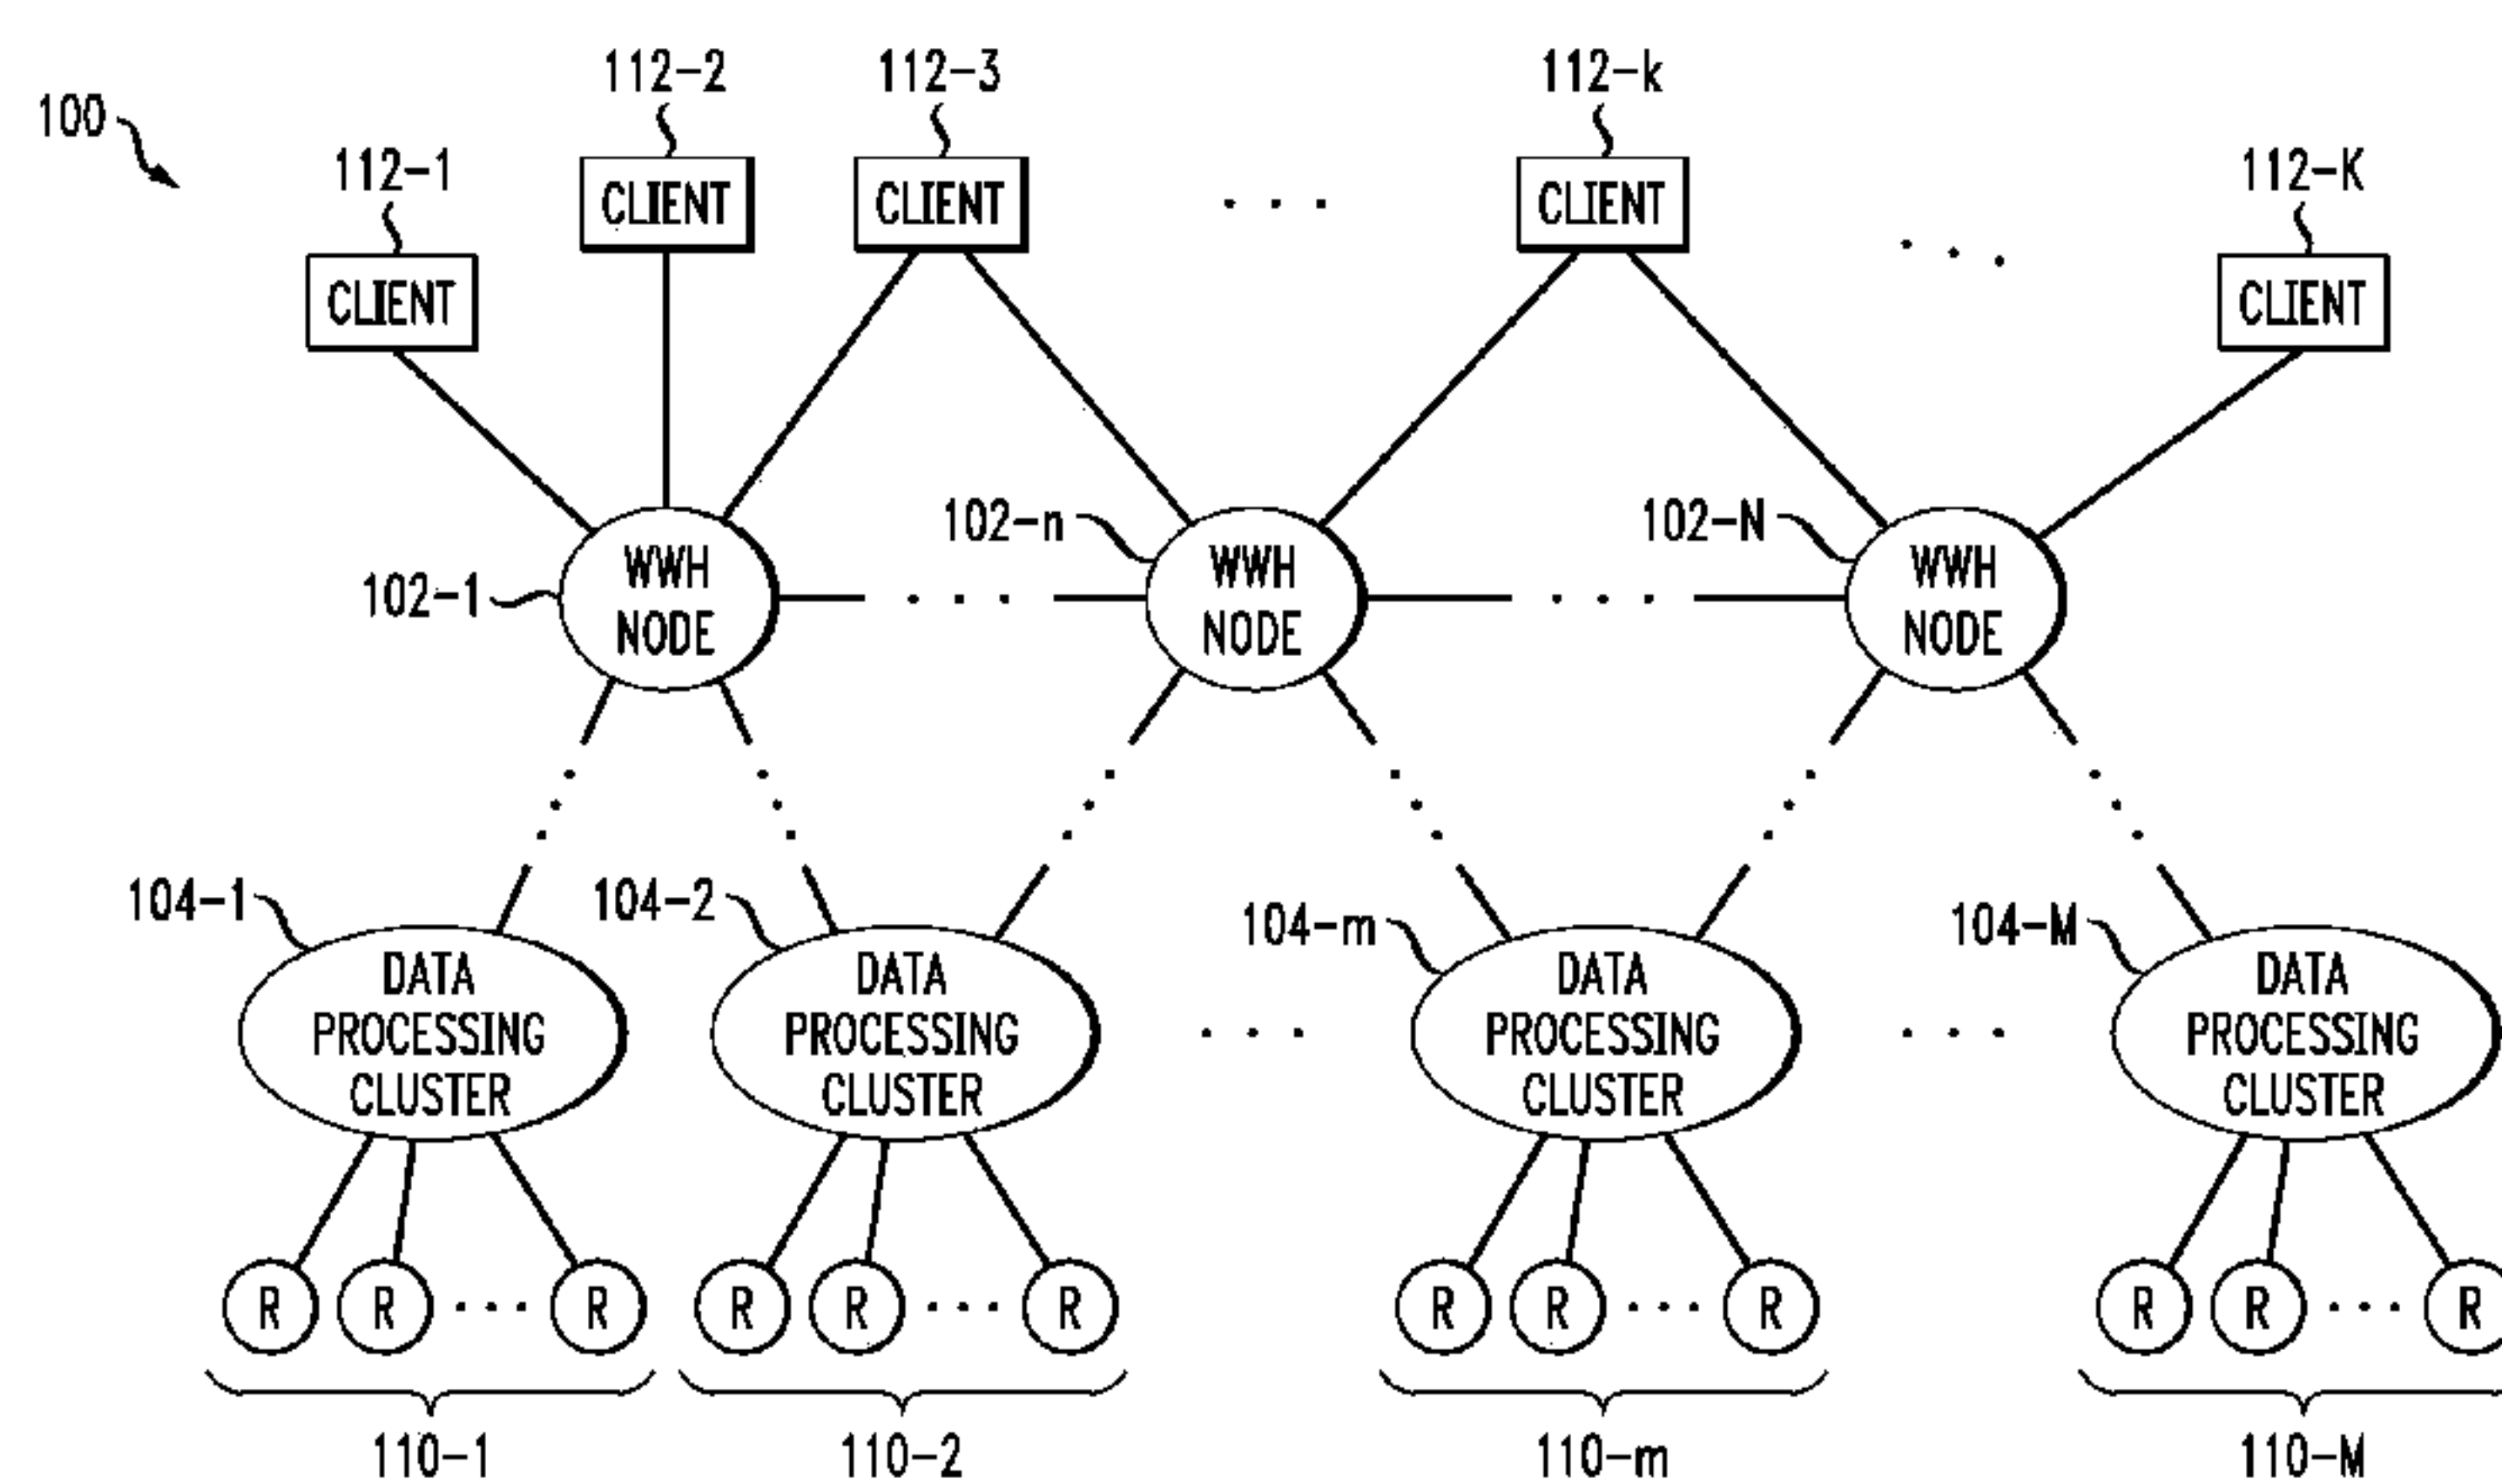 112-2
112-3
112-k
100
112-1
112-K
CLIENT
CLIENT
CLIENT
CLIENT
CLIENT
102-n
102-N
102-1
WWH
NODE
WWH
NODE
WWH
NODE
104-1
104-2
104-m
104-M
DATA
PROCESSING
CLUSTER
DATA
PROCESSING
CLUSTER
DATA
PROCESSING
CLUSTER
DATA
PROCESSING
CLUSTER
R
R
...
R
R
R
...
R
R
R
...
R
R
R
...
R
110-1
110-2
110-m
110-M